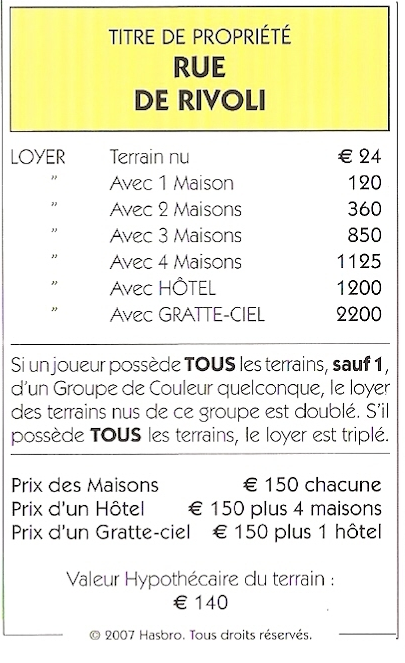 TITRE DE PROPRIÉTÉ
RUE
DE RIVOLI
LOYER Terrain nu € 24
" Avec 1 Maison 120
" Avec 2 Maisons 360
" Avec 3 Maisons 850
" Avec 4 Maisons 1125
" Avec HÔTEL 1200
" Avec GRATTE-CIEL 2200
Si un joueur possède TOUS les terrains, sauf 1,
d'un Groupe de Couleur quelconque, le loyer
des terrains nus de ce groupe est doublé. S'il
possède TOUS les terrains, le loyer est triplé.
Prix des Maisons € 150 chacune
Prix d'un Hôtel € 150 plus 4 maisons
Prix d'un Gratte-ciel € 150 plus 1 hôtel
Valeur Hypothécaire du terrain :
€ 140
© 2007 Hasbro. Tous droits réservés.